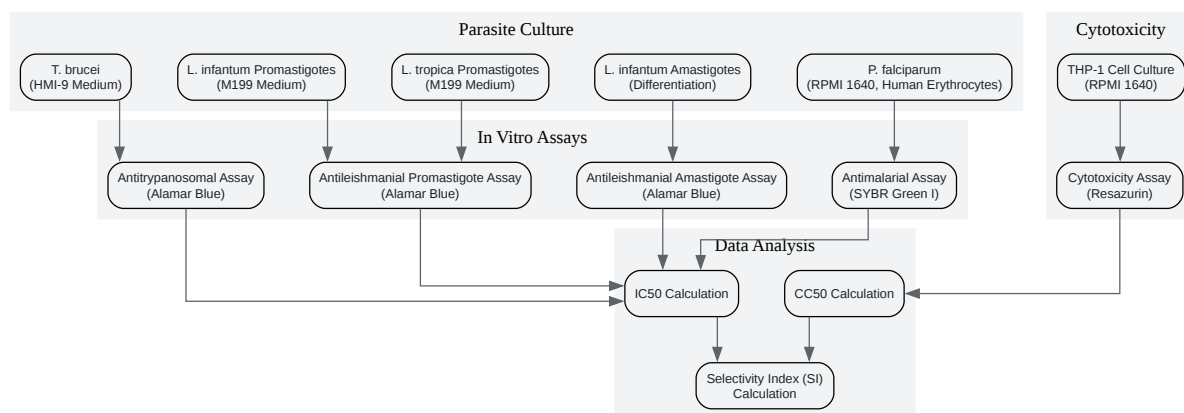 Parasite Culture
Cytotoxicity
T. brucei
(HMI-9 Medium)
L. infantum Promastigotes
(M199 Medium)
L. tropica Promastigotes
(M199 Medium)
L. infantum Amastigotes
(Differentiation)
P. falciparum
(RPMI 1640, Human Erythrocytes)
THP-1 Cell Culture
(RPMI 1640)
In Vitro Assays
Antitrypanosomal Assay
(Alamar Blue)
Antileishmanial Promastigote Assay
(Alamar Blue)
Antileishmanial Amastigote Assay
(Alamar Blue)
Antimalarial Assay
(SYBR Green I)
Cytotoxicity Assay
(Resazurin)
Data Analysis
IC50 Calculation
CC50 Calculation
Selectivity Index (SI)
Calculation